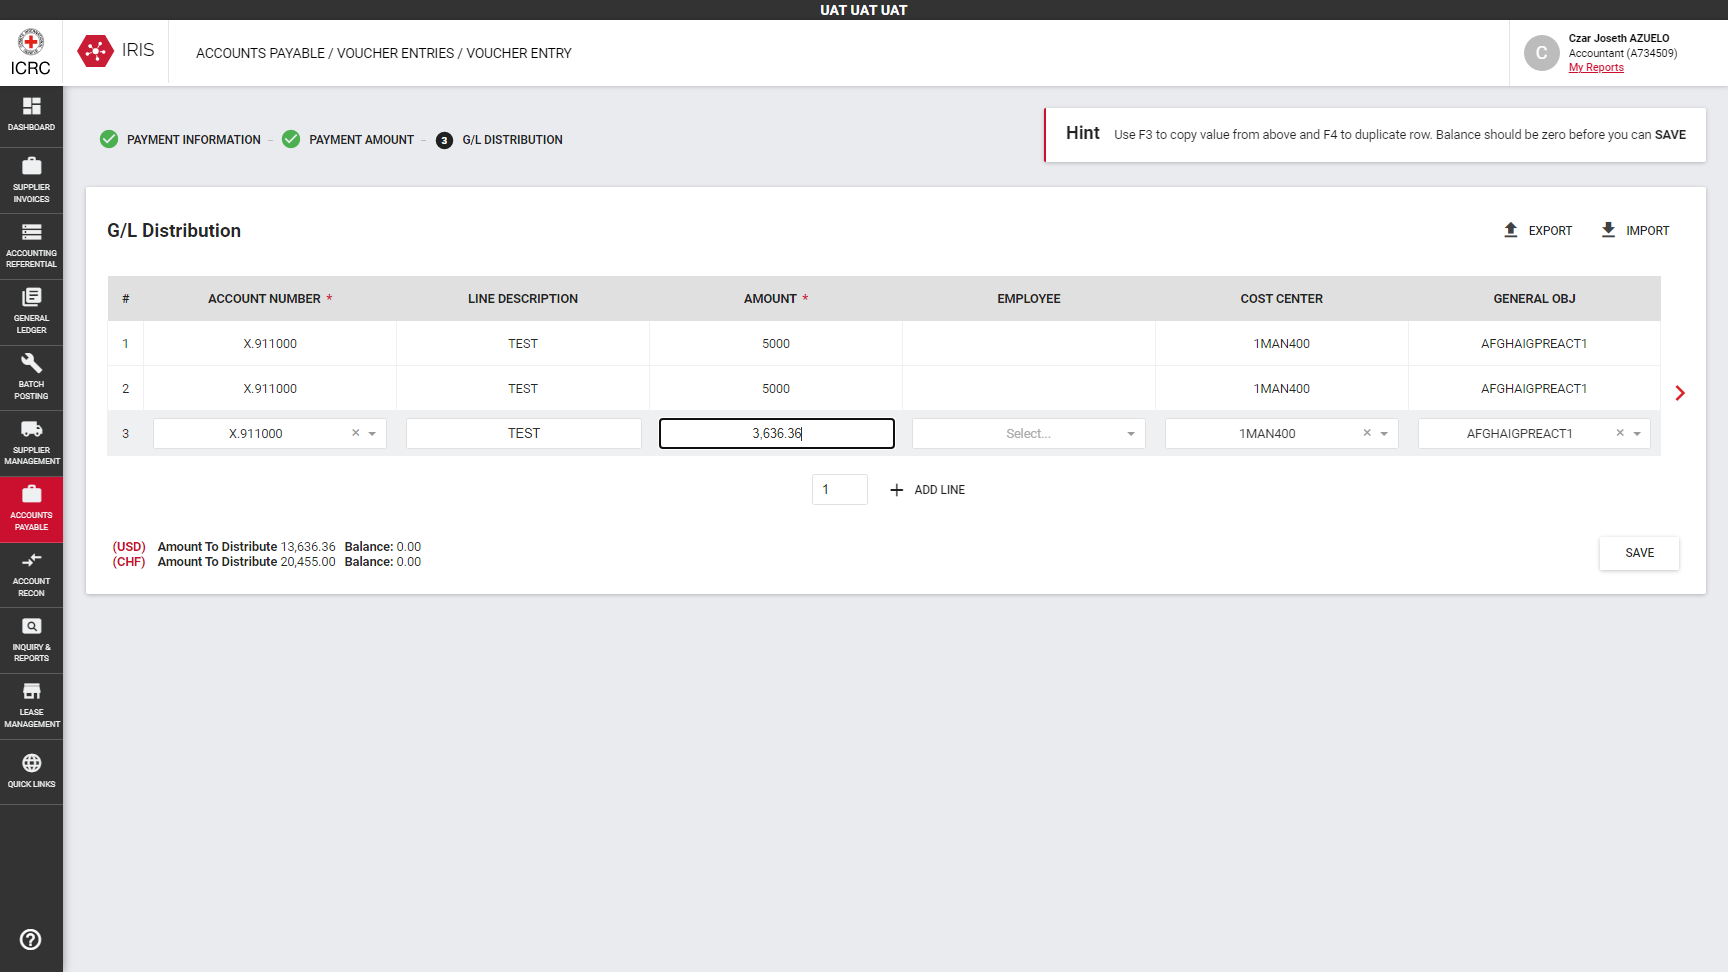 UAT UAT UAT
ICRC
IRIS
ACCOUNTS PAYABLE / VOUCHER ENTRIES / VOUCHER ENTRY
C
Czar Joseth AZUELO
Accountant (A734509)
My Reports
DASHBOARD
SUPPLIER
INVOICES
ACCOUNTING
REFERENTIAL
GENERAL
LEDGER
BATCH
POSTING
SUPPLIER
MANAGEMENT
ACCOUNTS
PAYABLE
ACCOUNT
RECON
INQUIRY &
REPORTS
LEASE
MANAGEMENT
QUICK LINKS
PAYMENT INFORMATION – PAYMENT AMOUNT – 3 G/L DISTRIBUTION
Hint Use F3 to copy value from above and F4 to duplicate row. Balance should be zero before you can SAVE
G/L Distribution
EXPORT IMPORT
# ACCOUNT NUMBER * LINE DESCRIPTION AMOUNT * EMPLOYEE COST CENTER GENERAL OBJ
1 X.911000 TEST 5000 1MAN400 AFGHAIGPREACT1
2 X.911000 TEST 5000 1MAN400 AFGHAIGPREACT1
3 X.911000 × TEST 3,636.36 Select... 1MAN400 × AFGHAIGPREACT1 ×
1 + ADD LINE
(USD) Amount To Distribute 13,636.36 Balance: 0.00
(CHF) Amount To Distribute 20,455.00 Balance: 0.00
SAVE